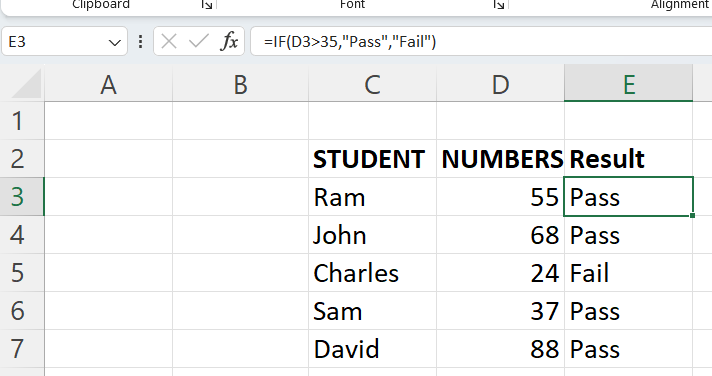 Clipboard Font Alignment
E3 fx =IF(D3>35,"Pass","Fail")
A B C D E
1
2 STUDENT NUMBERS Result
3 Ram 55 Pass
4 John 68 Pass
5 Charles 24 Fail
6 Sam 37 Pass
7 David 88 Pass